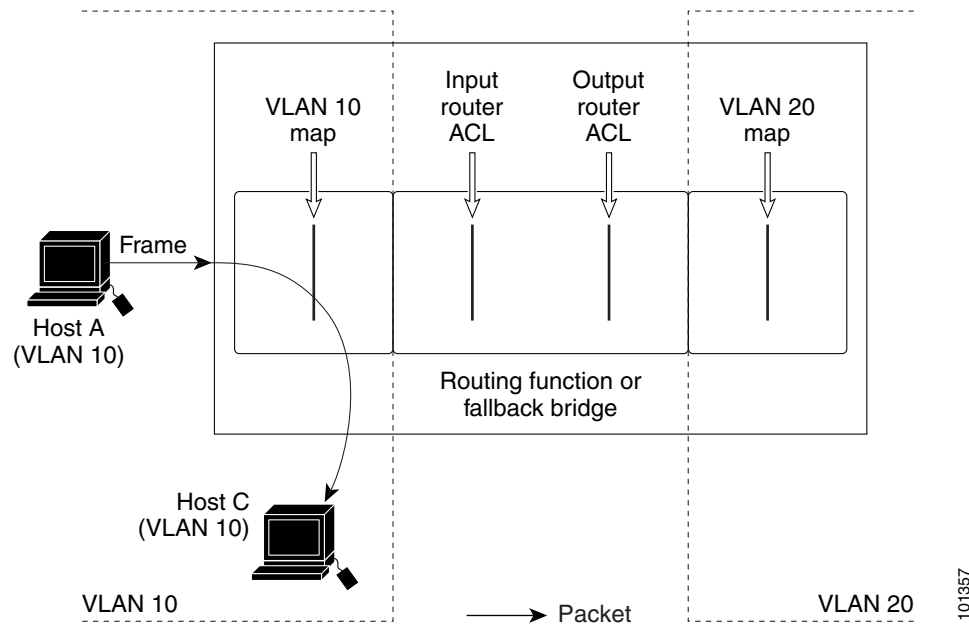 VLAN 10
map
Input
router
ACL
Output
router
ACL
VLAN 20
map
Frame
Host A
(VLAN 10)
Routing function or
fallback bridge
Host C
(VLAN 10)
VLAN 10
Packet
VLAN 20
101357